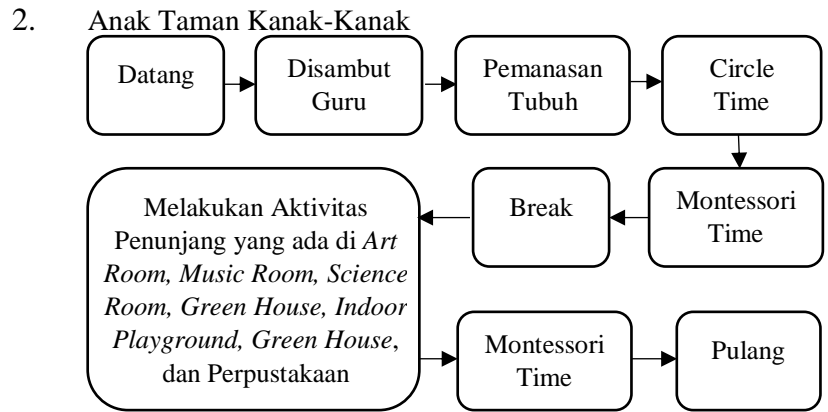 2. Anak Taman Kanak-Kanak
Datang
Disambut
Guru
Pemanasan
Tubuh
Circle
Time
Montessori
Time
Break
Melakukan Aktivitas
Penunjang yang ada di Art
Room, Music Room, Science
Room, Green House, Indoor
Playground, Green House,
dan Perpustakaan
Montessori
Time
Pulang